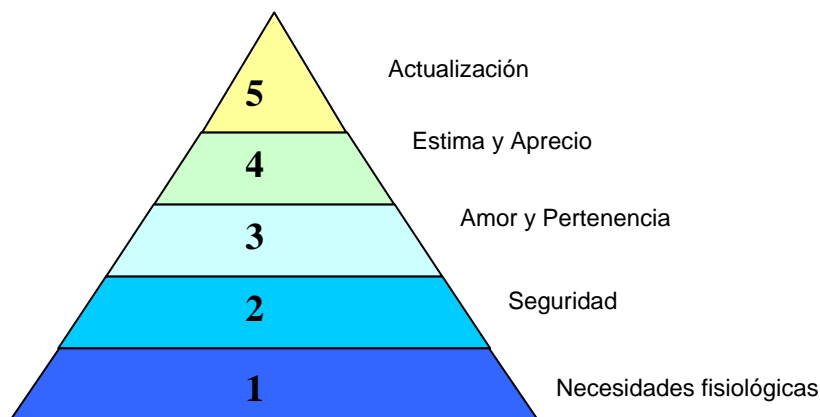 5
Actualización
4
Estima y Aprecio
3
Amor y Pertenencia
2
Seguridad
1
Necesidades fisiológicas